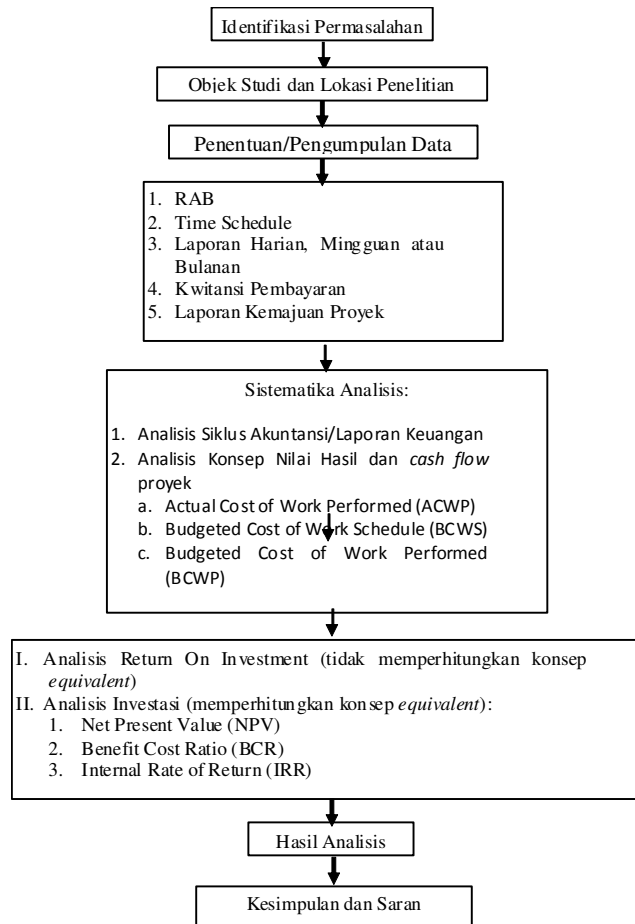 Identifikasi Permasalahan
Objek Studi dan Lokasi Penelitian
Penentuan/Pengumpulan Data
1. RAB
2. Time Schedule
3. Laporan Harian, Mingguan atau
Bulanan
4. Kwitansi Pembayaran
5. Laporan Kemajuan Proyek
Sistematika Analisis:
1. Analisis Siklus Akuntansi/Laporan Keuangan
2. Analisis Konsep Nilai Hasil dan cash flow
proyek
a. Actual Cost of Work Performed (ACWP)
b. Budgeted Cost of Work Schedule (BCWS)
c. Budgeted Cost of Work Performed
(BCWP)
I. Analisis Return On Investment (tidak memperhitungkan konsep
equivalent)
II. Analisis Investasi (memperhitungkan konsep equivalent):
1. Net Present Value (NPV)
2. Benefit Cost Ratio (BCR)
3. Internal Rate of Return (IRR)
Hasil Analisis
Kesimpulan dan Saran